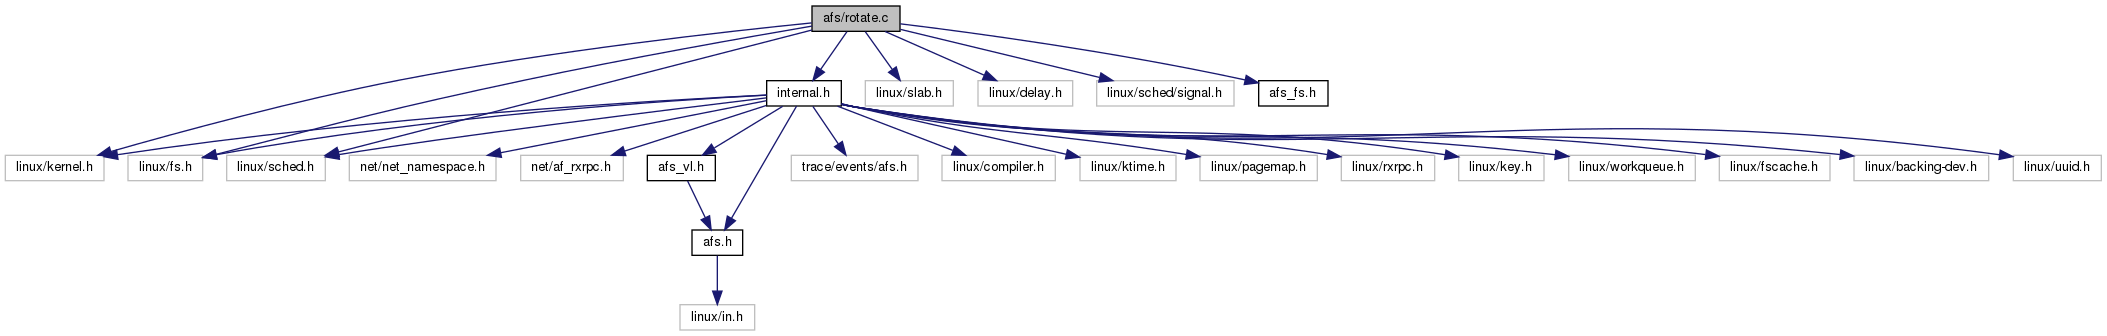 afs/rotate.c
internal.h
linux/slab.h
linux/delay.h
linux/sched/signal.h
afs_fs.h
linux/kernel.h
linux/fs.h
linux/sched.h
net/net_namespace.h
net/af_rxrpc.h
afs_vl.h
trace/events/afs.h
linux/compiler.h
linux/ktime.h
linux/pagemap.h
linux/rxrpc.h
linux/key.h
linux/workqueue.h
linux/fscache.h
linux/backing-dev.h
linux/uuid.h
afs.h
linux/in.h